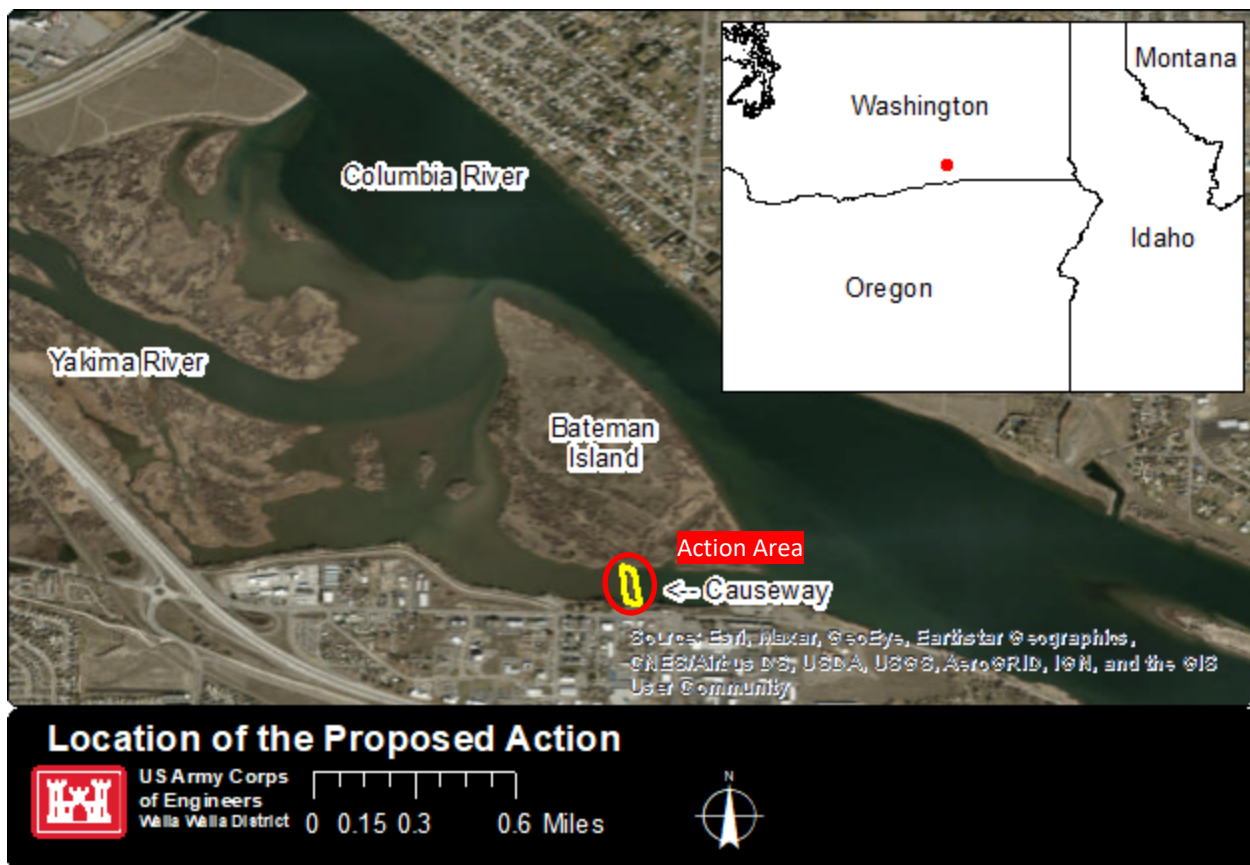 Columbia River
Yakima River
Bateman
Island
Action Area
<-- Causeway
Source: Esri, Maxar, GeoEye, Earthstar Geographics,
CNES/Airbus DS, USDA, USGS, AeroGRID, IGN, and the GIS
User Community
Washington
Montana
Oregon
Idaho
Location of the Proposed Action
US Army Corps
of Engineers
Walla Walla District
0 0.15 0.3 0.6 Miles
N